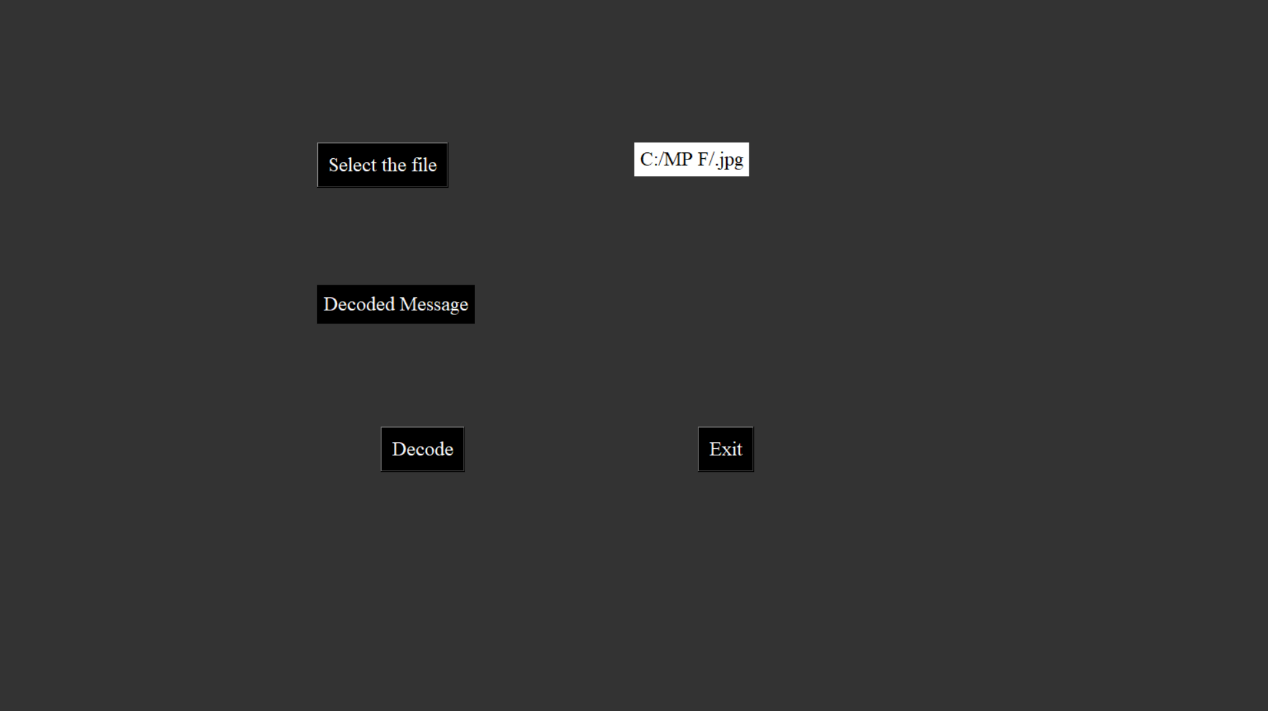 Select the file
C:/MP F/.jpg
Decoded Message
Decode
Exit